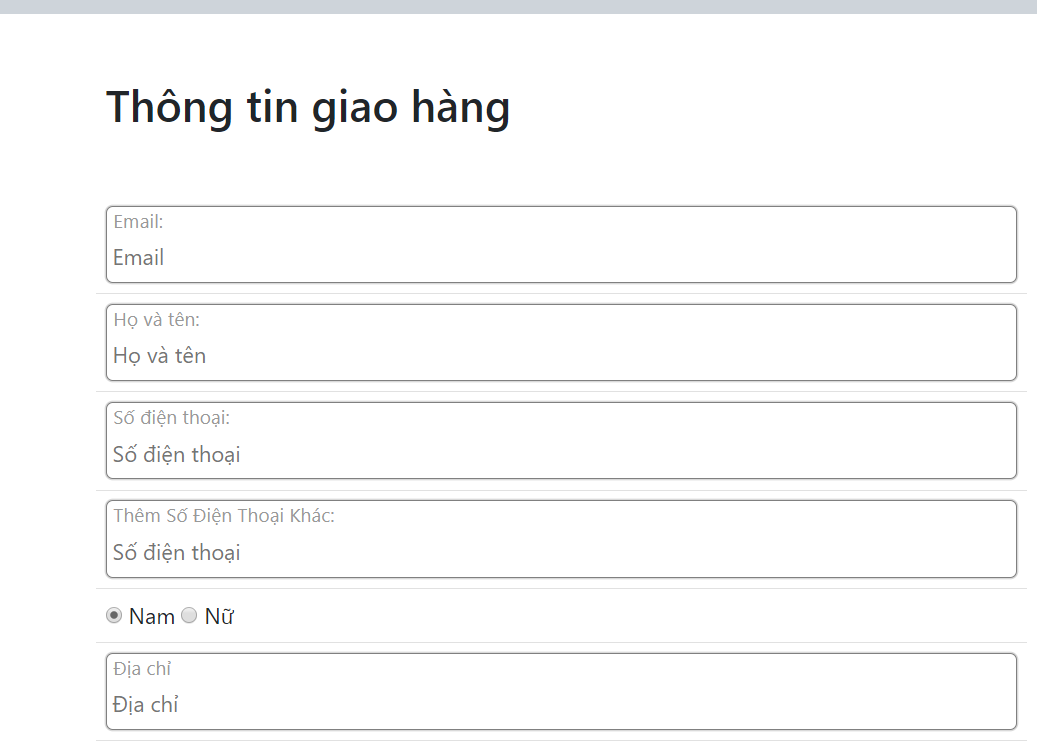 Thông tin giao hàng
Email:
Email
Họ và tên:
Họ và tên
Số điện thoại:
Số điện thoại
Thêm Số Điện Thoại Khác:
Số điện thoại
Nam Nữ
Địa chỉ
Địa chỉ